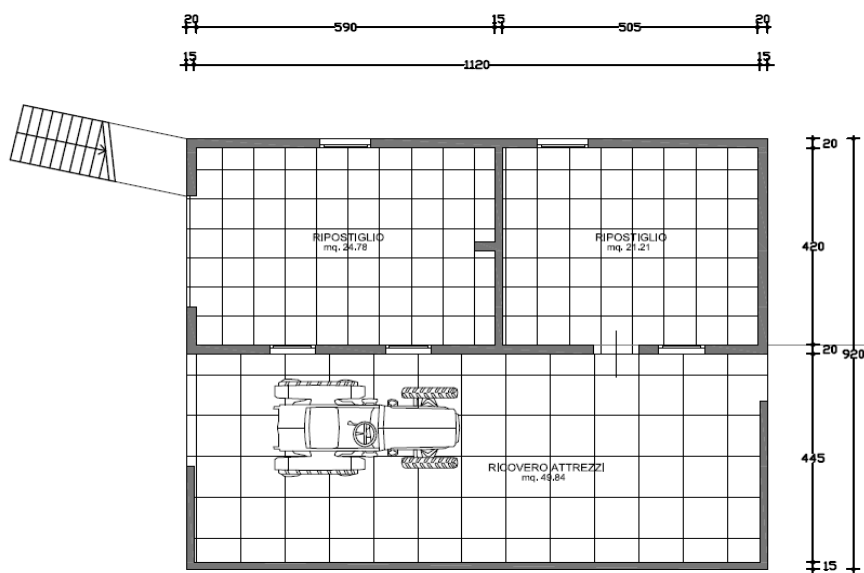 20 590 15 505 20
15 1120 15
20
RIPOSTIGLIO
mq. 24.78
RIPOSTIGLIO
mq. 21.21
420
20
920
RICOVERO ATTREZZI
mq. 49.84
445
15